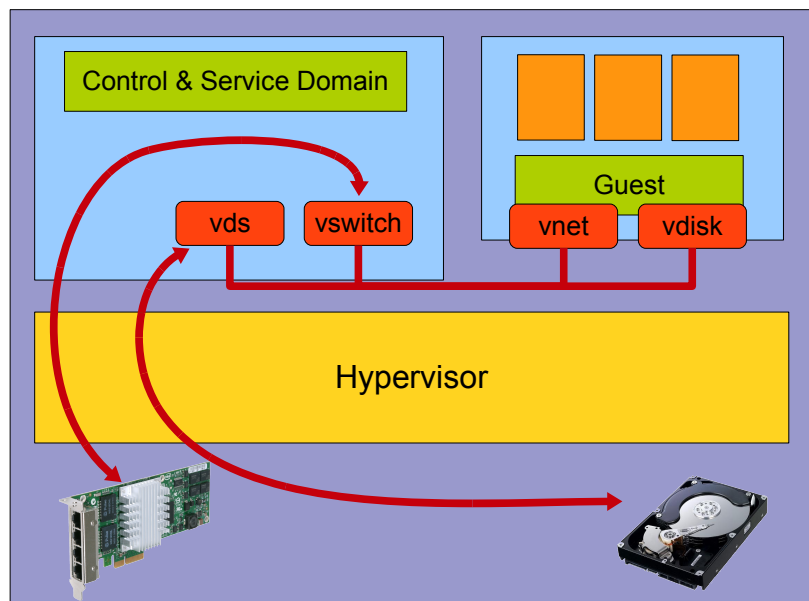 Control & Service Domain
Guest
vds
vswitch
vnet
vdisk
Hypervisor